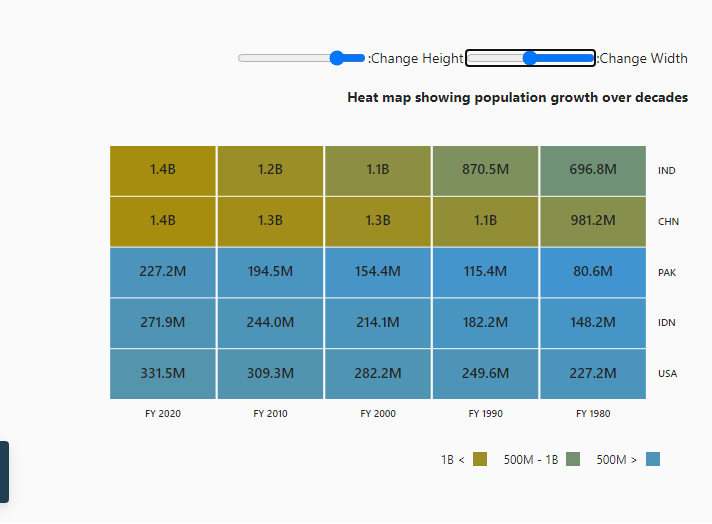 :Change Height :Change Width
Heat map showing population growth over decades
1.4B 1.2B 1.1B 870.5M 696.8M IND
1.4B 1.3B 1.3B 1.1B 981.2M CHN
227.2M 194.5M 154.4M 115.4M 80.6M PAK
271.9M 244.0M 214.1M 182.2M 148.2M IDN
331.5M 309.3M 282.2M 249.6M 227.2M USA
FY 2020 FY 2010 FY 2000 FY 1990 FY 1980
1B < 500M - 1B 500M >